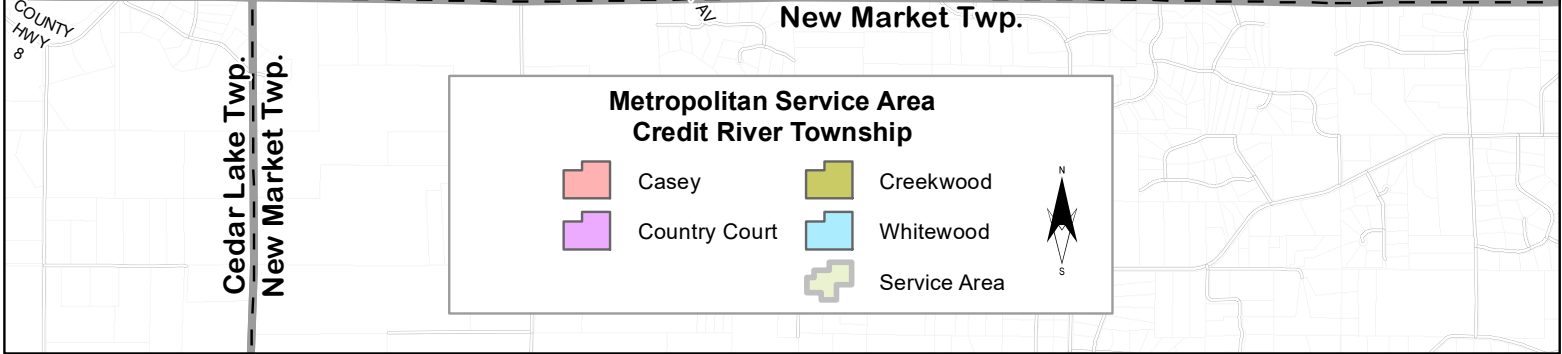 COUNTY
HWY
8
AV
New Market Twp.
Cedar Lake Twp.
New Market Twp.
Metropolitan Service Area
Credit River Township
Casey
Creekwood
Country Court
Whitewood
Service Area
N
S